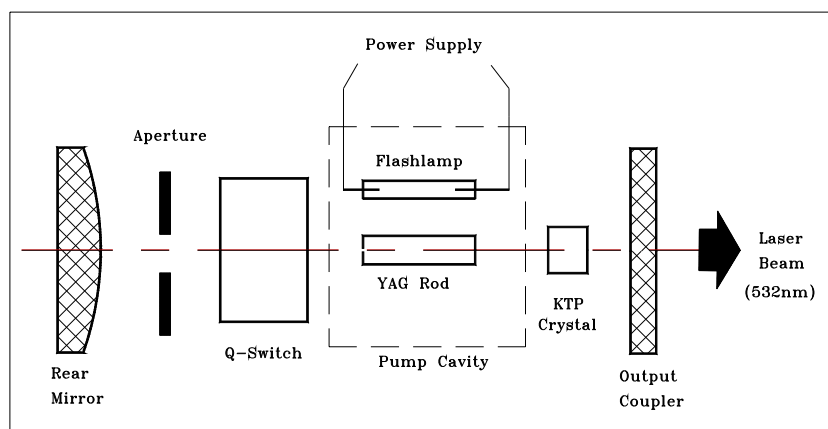 Power Supply
Aperture
Flashlamp
YAG Rod
Laser
Beam
(532nm)
KTP
Crystal
Q-Switch
Pump Cavity
Rear
Mirror
Output
Coupler